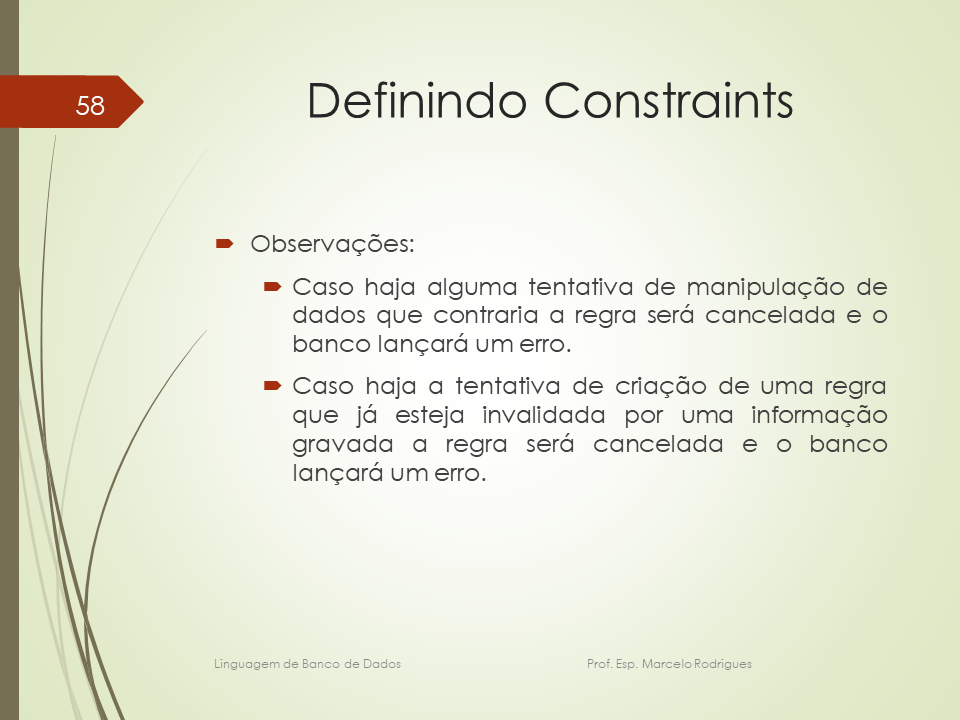 58
Definindo Constraints
Observações:
Caso haja alguma tentativa de manipulação de
dados que contraria a regra será cancelada e o
banco lançará um erro.
Caso haja a tentativa de criação de uma regra
que já esteja invalidada por uma informação
gravada a regra será cancelada e o banco
lançará um erro.
Linguagem de Banco de Dados Prof. Esp. Marcelo Rodrigues